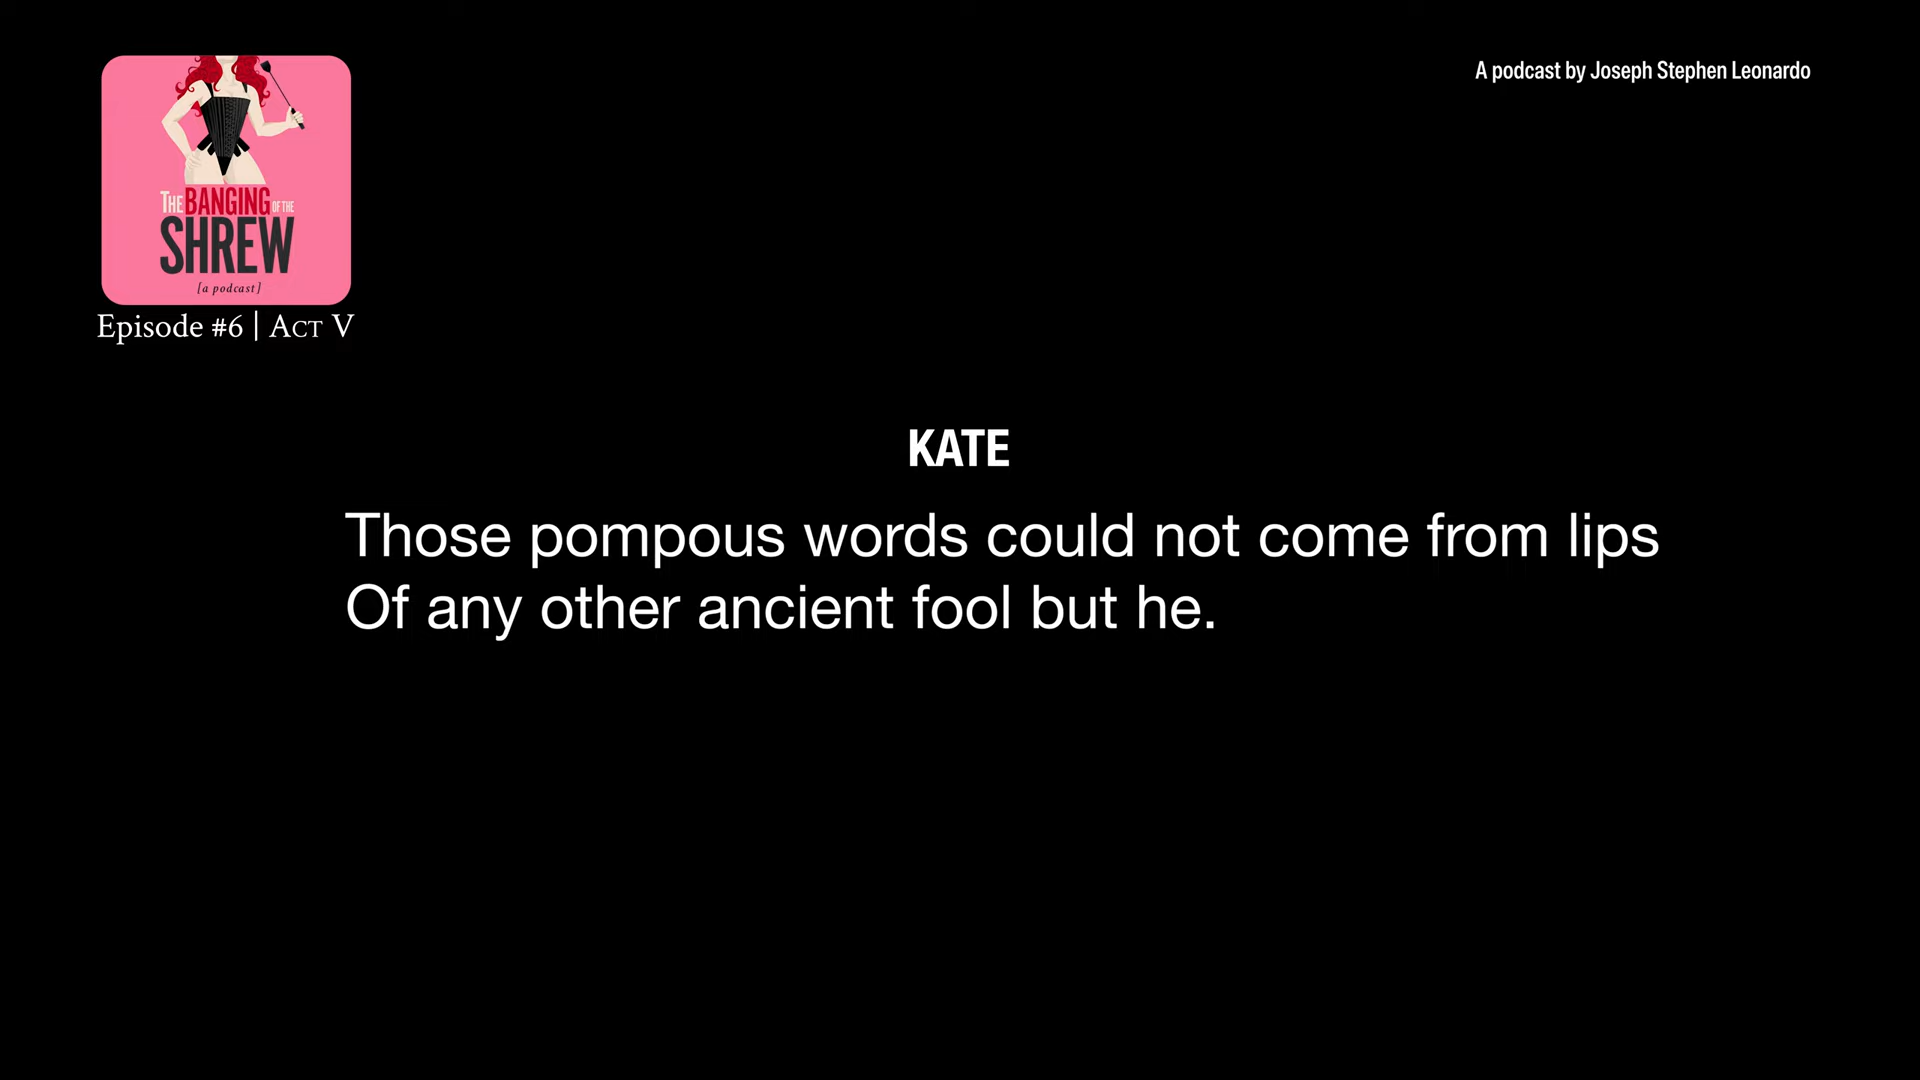 A podcast by Joseph Stephen Leonardo
THE BANGING OF THE
SHREW
[a podcast]
Episode #6 | ACT V
KATE
Those pompous words could not come from lips
Of any other ancient fool but he.